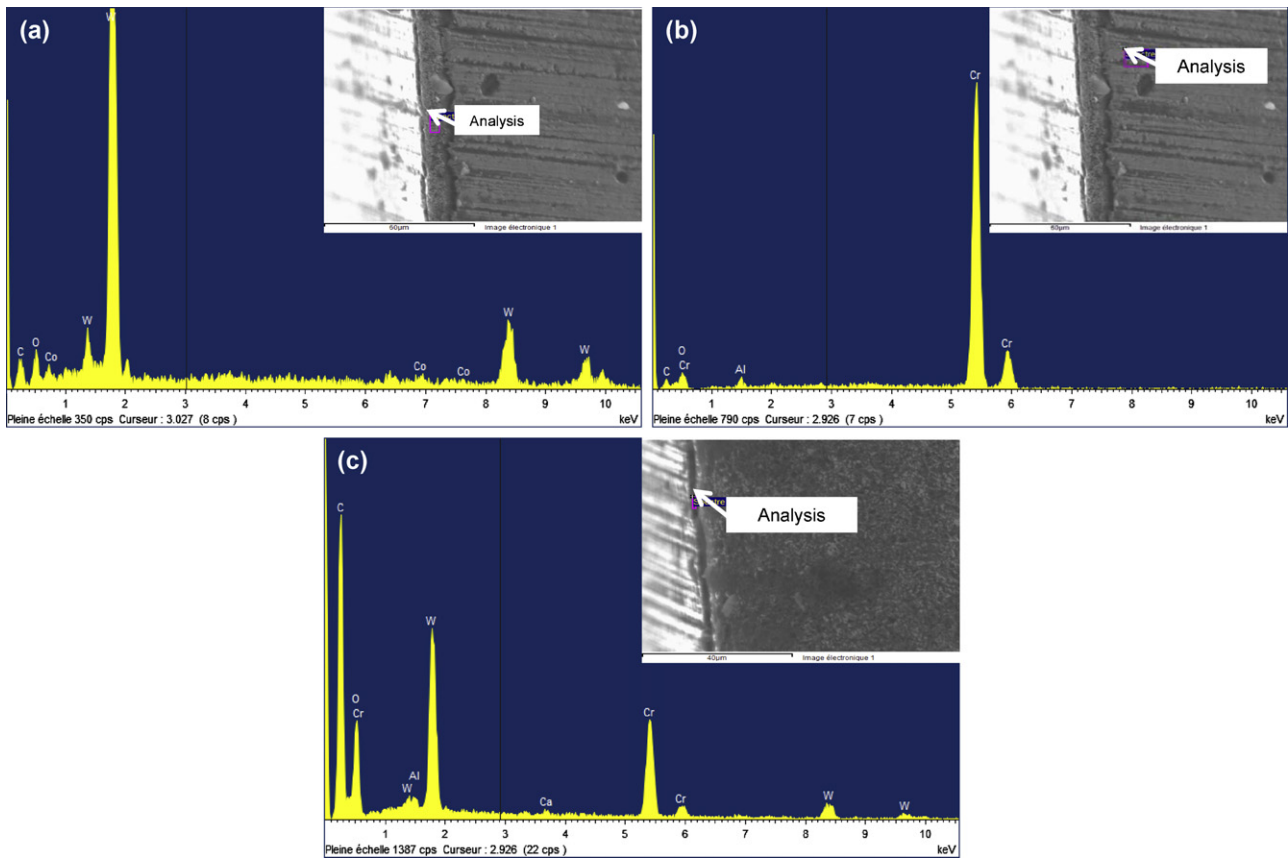 (a)
W
W
C
O
Co
Co
Co
W
W
1 2 3 4 5 6 7 8 9 10
Pleine échelle 350 cps Curseur : 3.027 (8 cps )
keV
Analysis
60µm
Image électronique 1
(b)
Cr
Cr
O
Cr
C
Al
1 2 3 4 5 6 7 8 9 10
Pleine échelle 790 cps Curseur : 2.926 (7 cps )
keV
Analysis
60µm
Image électronique 1
(c)
C
O
Cr
W
Al
W
Ca
Cr
Cr
W
W
1 2 3 4 5 6 7 8 9 10
Pleine échelle 1387 cps Curseur : 2.926 (22 cps )
keV
Analysis
40µm
Image électronique 1